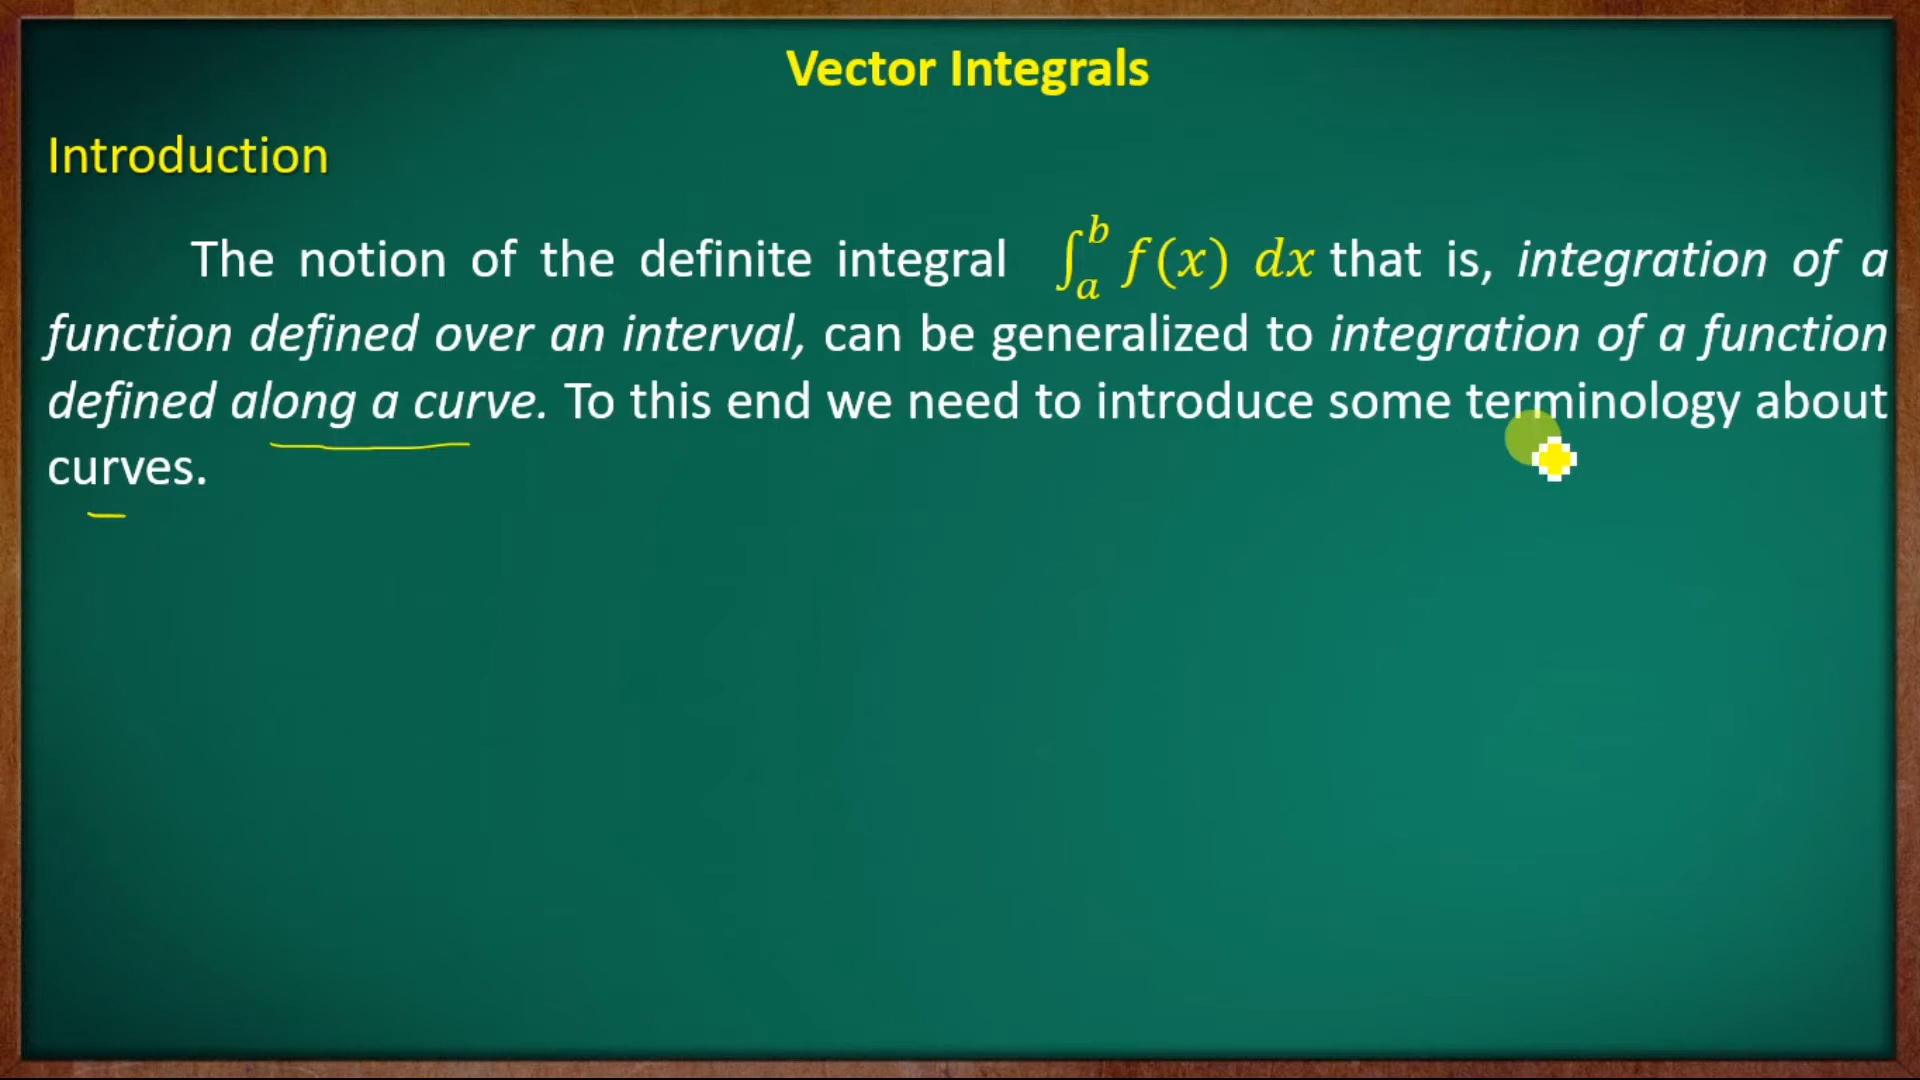 Vector Integrals
Introduction
The notion of the definite integral ∫_a^b f(x) dx that is, integration of a
function defined over an interval, can be generalized to integration of a function
defined along a curve. To this end we need to introduce some terminology about
curves.